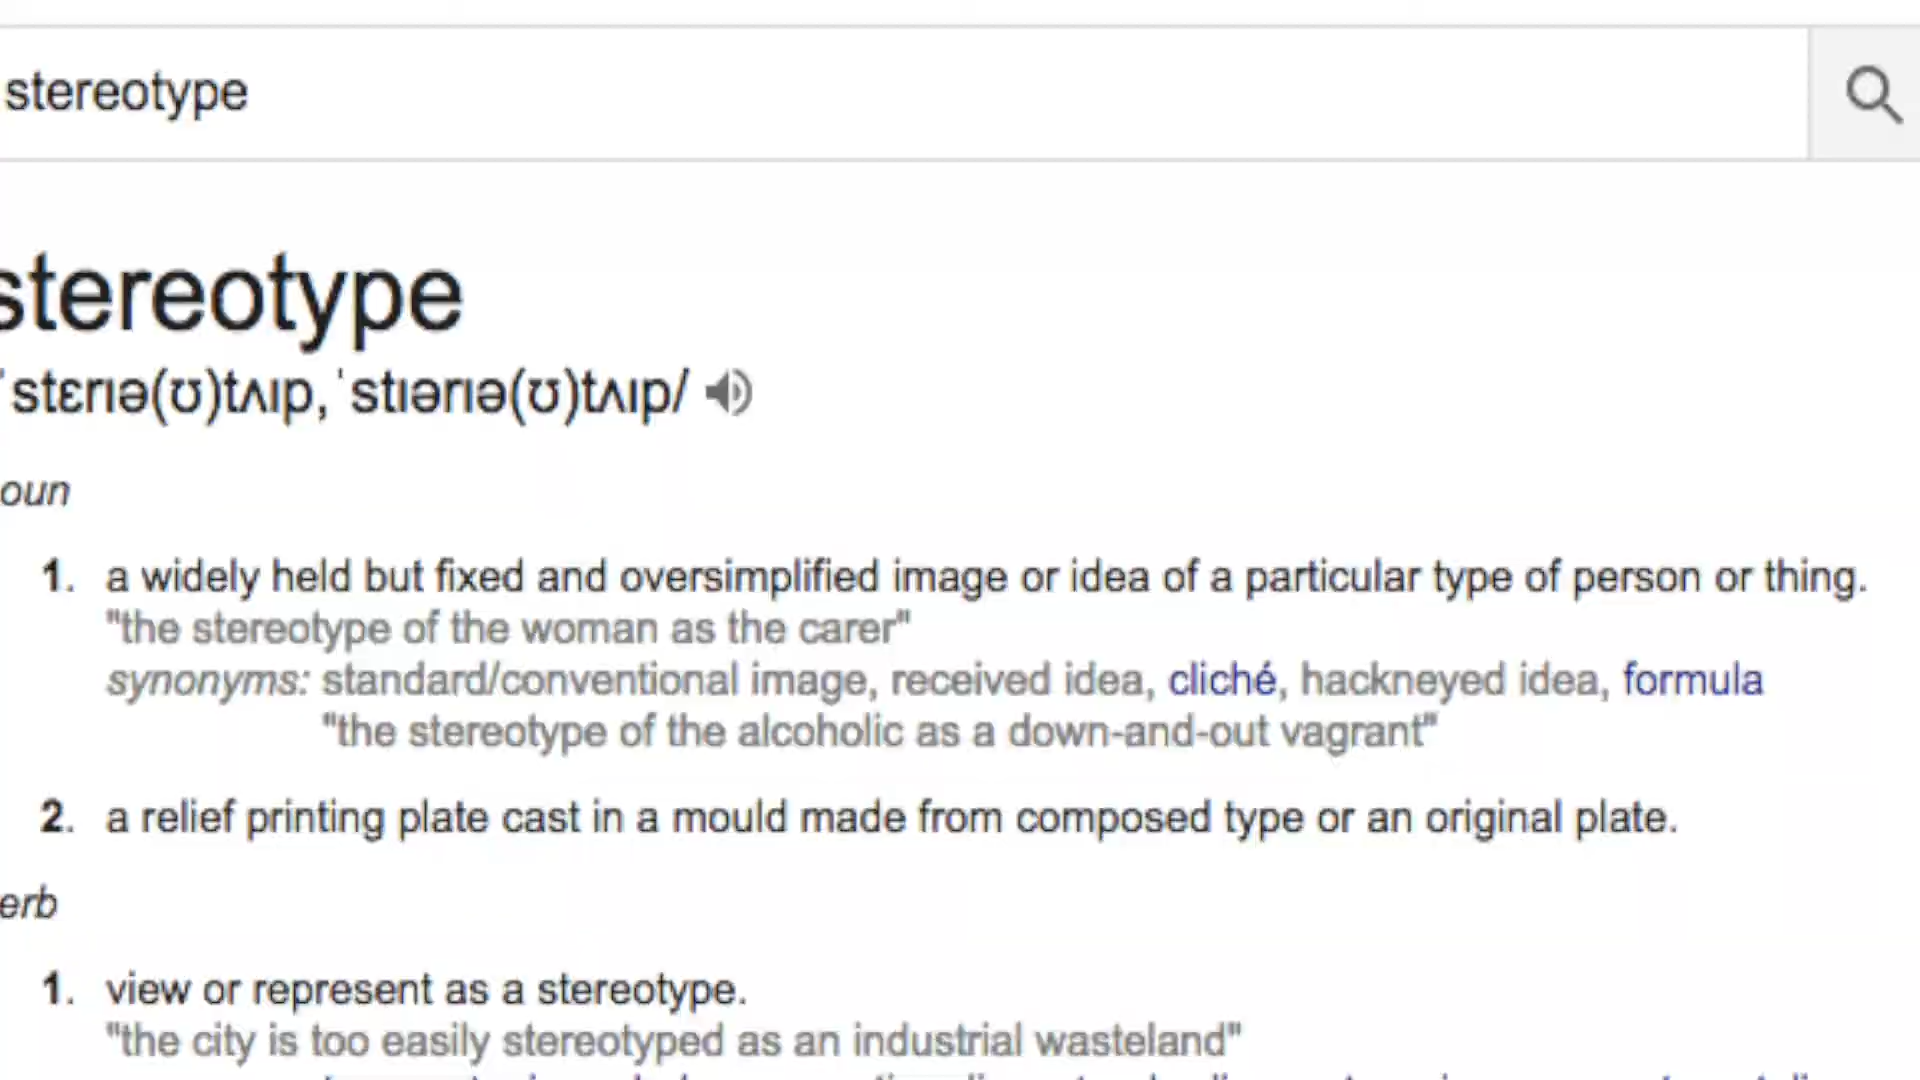 stereotype
stereotype
ˈstɛrɪə(ʊ)tʌɪp,ˈstɪərɪə(ʊ)tʌɪp/
oun
1. a widely held but fixed and oversimplified image or idea of a particular type of person or thing.
"the stereotype of the woman as the carer"
synonyms: standard/conventional image, received idea, cliché, hackneyed idea, formula
"the stereotype of the alcoholic as a down-and-out vagrant"
2. a relief printing plate cast in a mould made from composed type or an original plate.
erb
1. view or represent as a stereotype.
"the city is too easily stereotyped as an industrial wasteland"